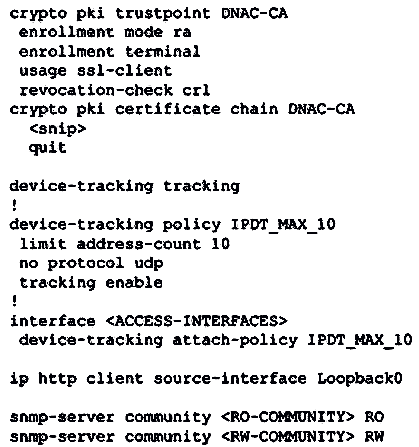 crypto pki trustpoint DNAC-CA
enrollment mode ra
enrollment terminal
usage ssl-client
revocation-check crl
crypto pki certificate chain DNAC-CA
<snip>
quit
device-tracking tracking
!
device-tracking policy IPDT_MAX_10
limit address-count 10
no protocol udp
tracking enable
!
interface <ACCESS-INTERFACES>
device-tracking attach-policy IPDT_MAX_10
ip http client source-interface Loopback0
snmp-server community <RO-COMMUNITY> RO
snmp-server community <RW-COMMUNITY> RW